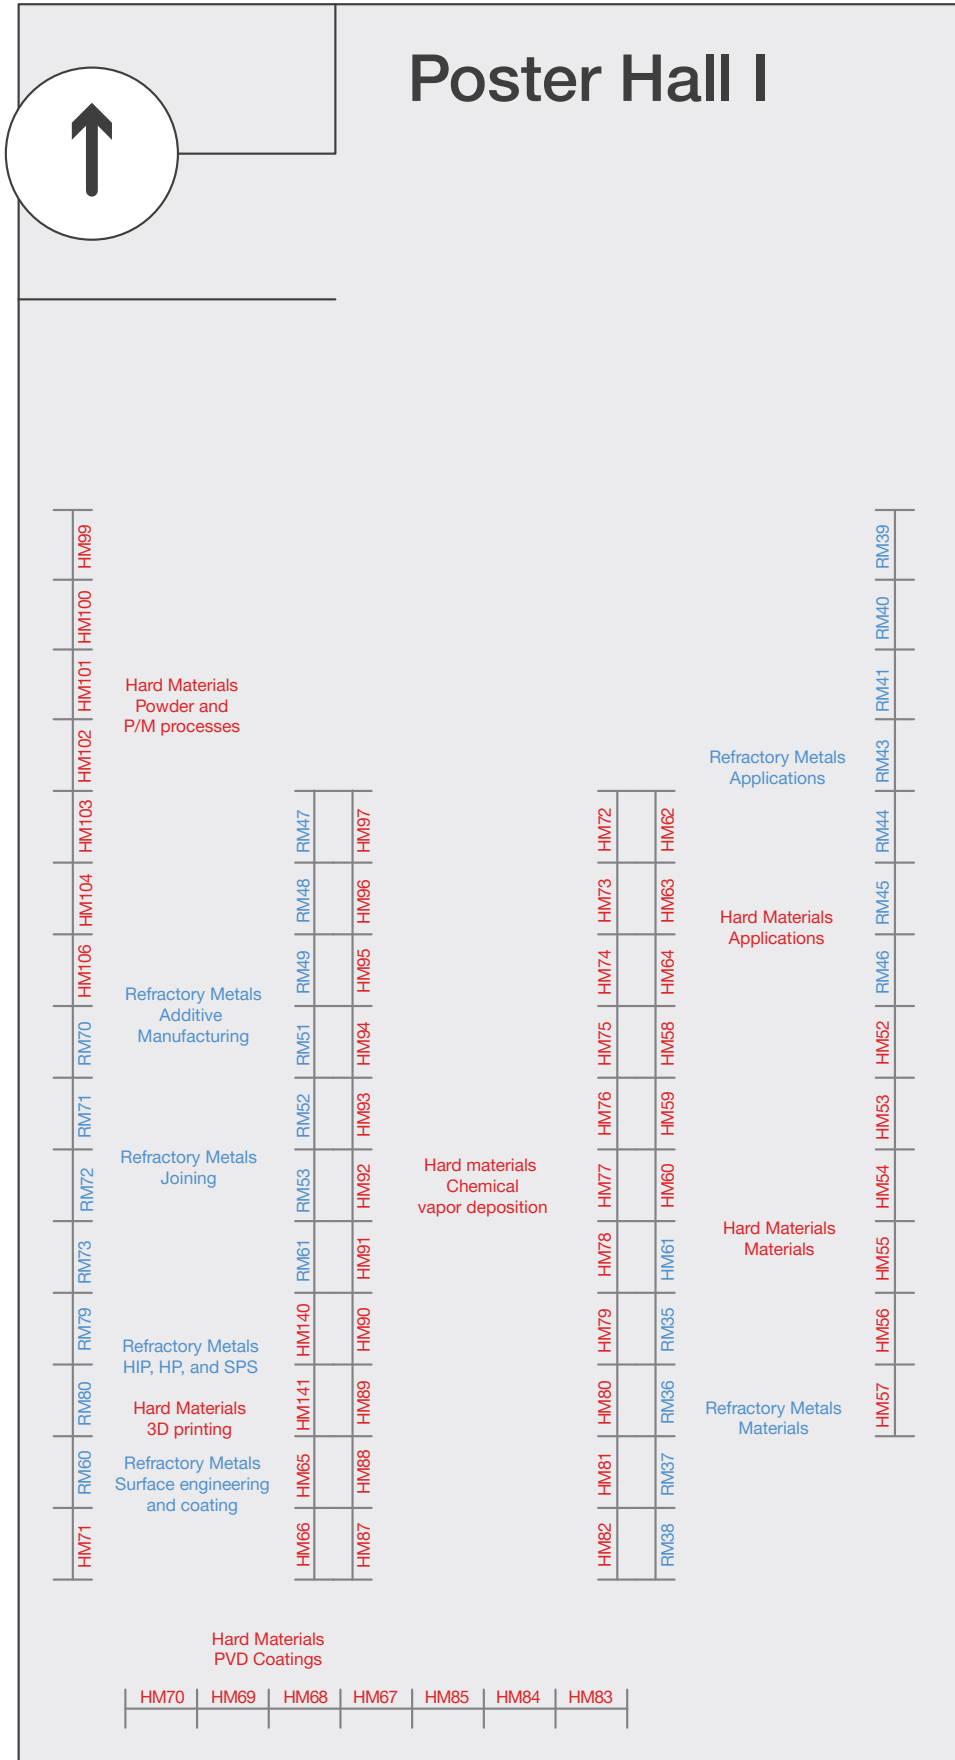 Poster Hall I
HM99
HM100
HM101
HM102
HM103
HM104
HM106
RM70
RM71
RM72
RM73
RM79
RM80
RM60
HM71
Hard Materials
Powder and
P/M processes
Refractory Metals
Additive
Manufacturing
Refractory Metals
Joining
Refractory Metals
HIP, HP, and SPS
Hard Materials
3D printing
Refractory Metals
Surface engineering
and coating
RM47
RM48
RM49
RM51
RM52
RM53
RM61
HM140
HM141
HM65
HM66
HM97
HM96
HM95
HM94
HM93
HM92
HM91
HM90
HM89
HM88
HM87
Hard materials
Chemical
vapor deposition
HM72
HM73
HM74
HM75
HM76
HM77
HM78
HM79
HM80
HM81
HM82
HM62
HM63
HM64
HM58
HM59
HM60
HM61
RM35
RM36
RM37
RM38
Refractory Metals
Applications
Hard Materials
Applications
Hard Materials
Materials
Refractory Metals
Materials
RM39
RM40
RM41
RM43
RM44
RM45
RM46
HM52
HM53
HM54
HM55
HM56
HM57
Hard Materials
PVD Coatings
HM70 HM69 HM68 HM67 HM85 HM84 HM83